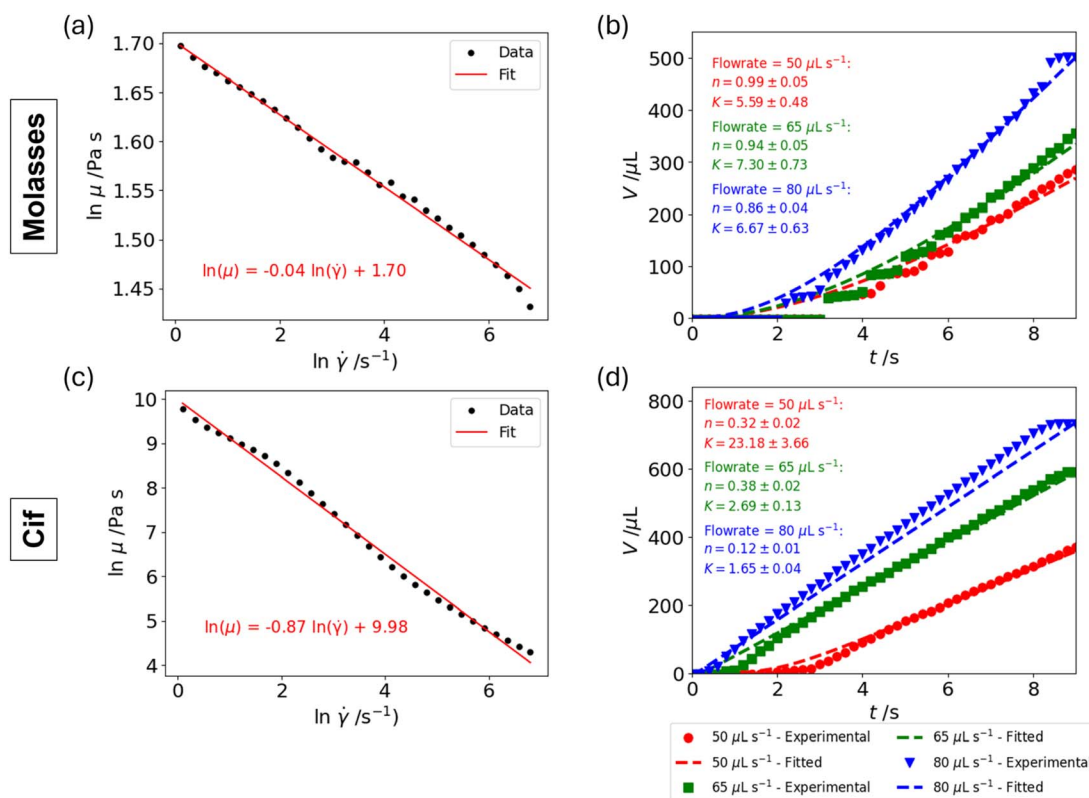 Molasses
(a)
1.70
1.65
1.60
1.55
1.50
1.45
ln μ /Pa s
Data
Fit
ln(μ) = -0.04 ln(γ̇) + 1.70
0
2
4
6
ln γ̇ /s⁻¹)
(b)
500
400
300
200
100
0
V /μL
Flowrate = 50 μL s⁻¹:
n = 0.99 ± 0.05
K = 5.59 ± 0.48
Flowrate = 65 μL s⁻¹:
n = 0.94 ± 0.05
K = 7.30 ± 0.73
Flowrate = 80 μL s⁻¹:
n = 0.86 ± 0.04
K = 6.67 ± 0.63
0
2
4
6
8
t /s
Cif
(c)
10
9
8
7
6
5
4
ln μ /Pa s
Data
Fit
ln(μ) = -0.87 ln(γ̇) + 9.98
0
2
4
6
ln γ̇ /s⁻¹)
(d)
800
600
400
200
0
V /μL
Flowrate = 50 μL s⁻¹:
n = 0.32 ± 0.02
K = 23.18 ± 3.66
Flowrate = 65 μL s⁻¹:
n = 0.38 ± 0.02
K = 2.69 ± 0.13
Flowrate = 80 μL s⁻¹:
n = 0.12 ± 0.01
K = 1.65 ± 0.04
0
2
4
6
8
t /s
50 μL s⁻¹ - Experimental
50 μL s⁻¹ - Fitted
65 μL s⁻¹ - Experimental
65 μL s⁻¹ - Fitted
80 μL s⁻¹ - Experimenta
80 μL s⁻¹ - Fitted